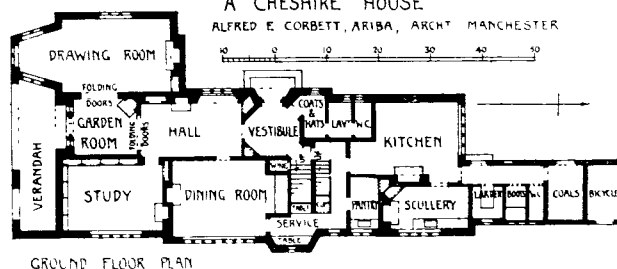 A CHESHIRE HOUSE
ALFRED E CORBETT, ARIBA, ARCHT MANCHESTER
10 0 10 20 30 40 50
DRAWING ROOM
FOLDING
DOORS
GARDEN
ROOM
FOLDING
DOORS
HALL
VESTIBULE
COATS
&
HATS
LAV
W.C.
KITCHEN
VERANDAH
STUDY
DINING ROOM
WINE
TABLE
SERVICE
TABLE
PANTRY
SCULLERY
LARDER
BOOTS
W.C.
COALS
BICYCLE
GROUND FLOOR PLAN